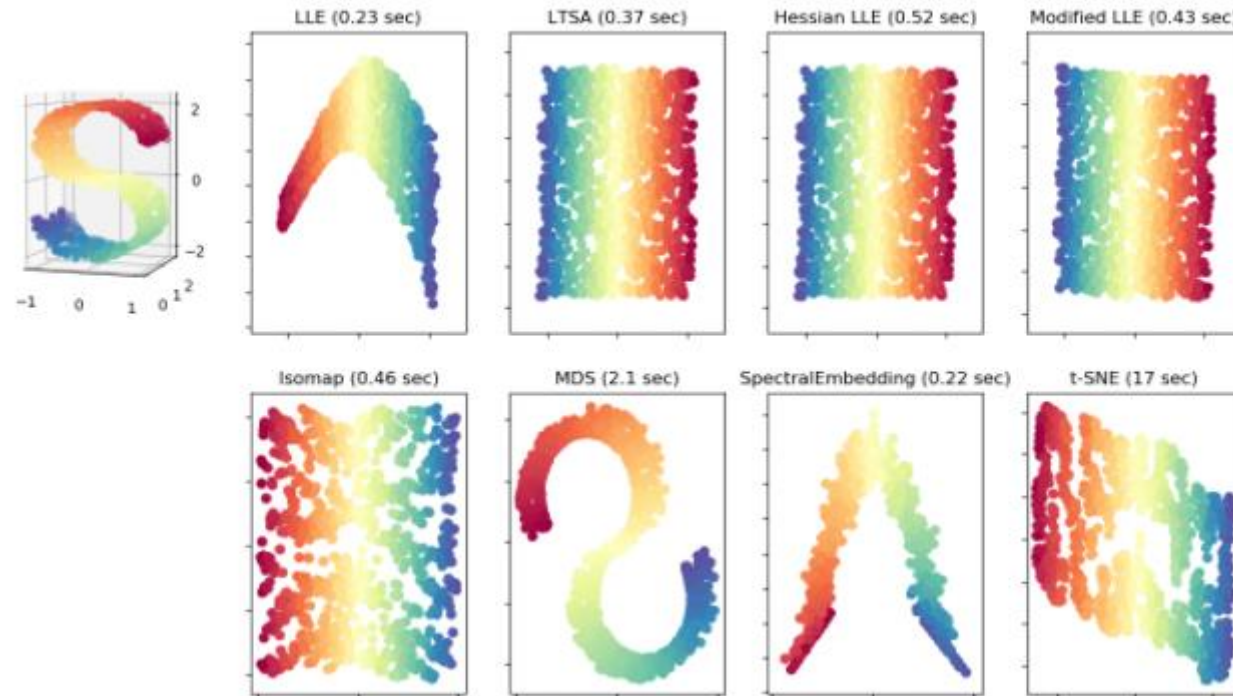 LLE (0.23 sec)
LTSA (0.37 sec)
Hessian LLE (0.52 sec)
Modified LLE (0.43 sec)
2
0
−2
−1
0
1
0
1
2
Isomap (0.46 sec)
MDS (2.1 sec)
SpectralEmbedding (0.22 sec)
t-SNE (17 sec)